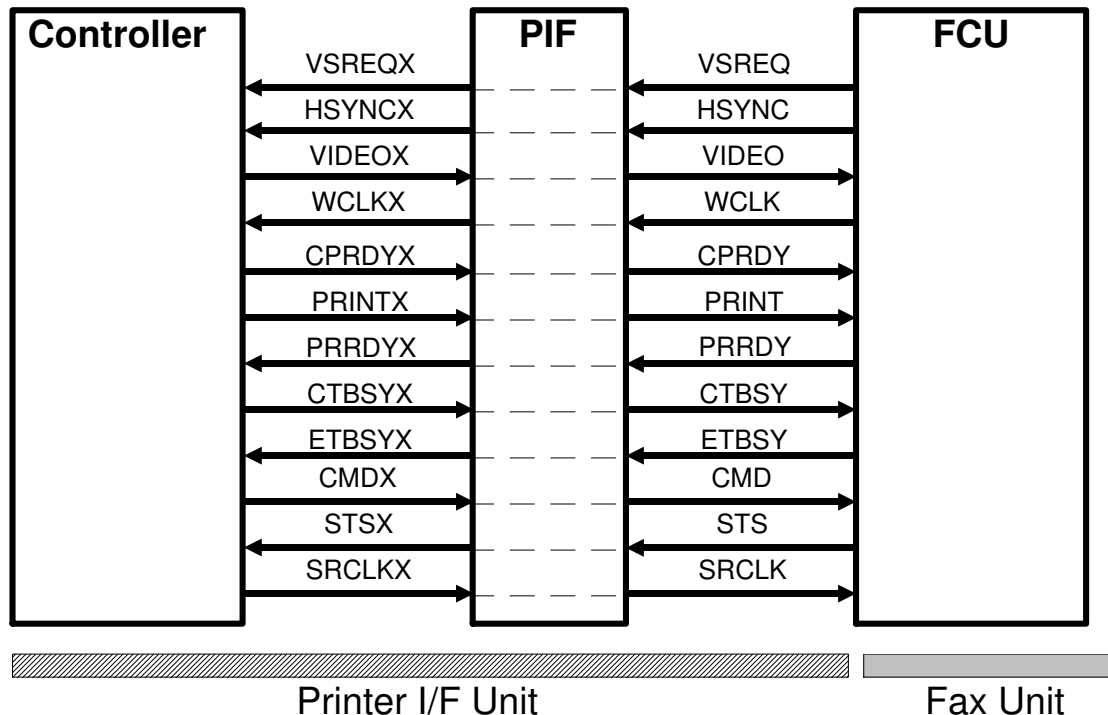 Controller PIF FCU
VSREQX VSREQ
HSYNCX HSYNC
VIDEOX VIDEO
WCLKX WCLK
CPRDYX CPRDY
PRINTX PRINT
PRRDYX PRRDY
CTBSYX CTBSY
ETBSYX ETBSY
CMDX CMD
STSX STS
SRCLKX SRCLK
Printer I/F Unit Fax Unit